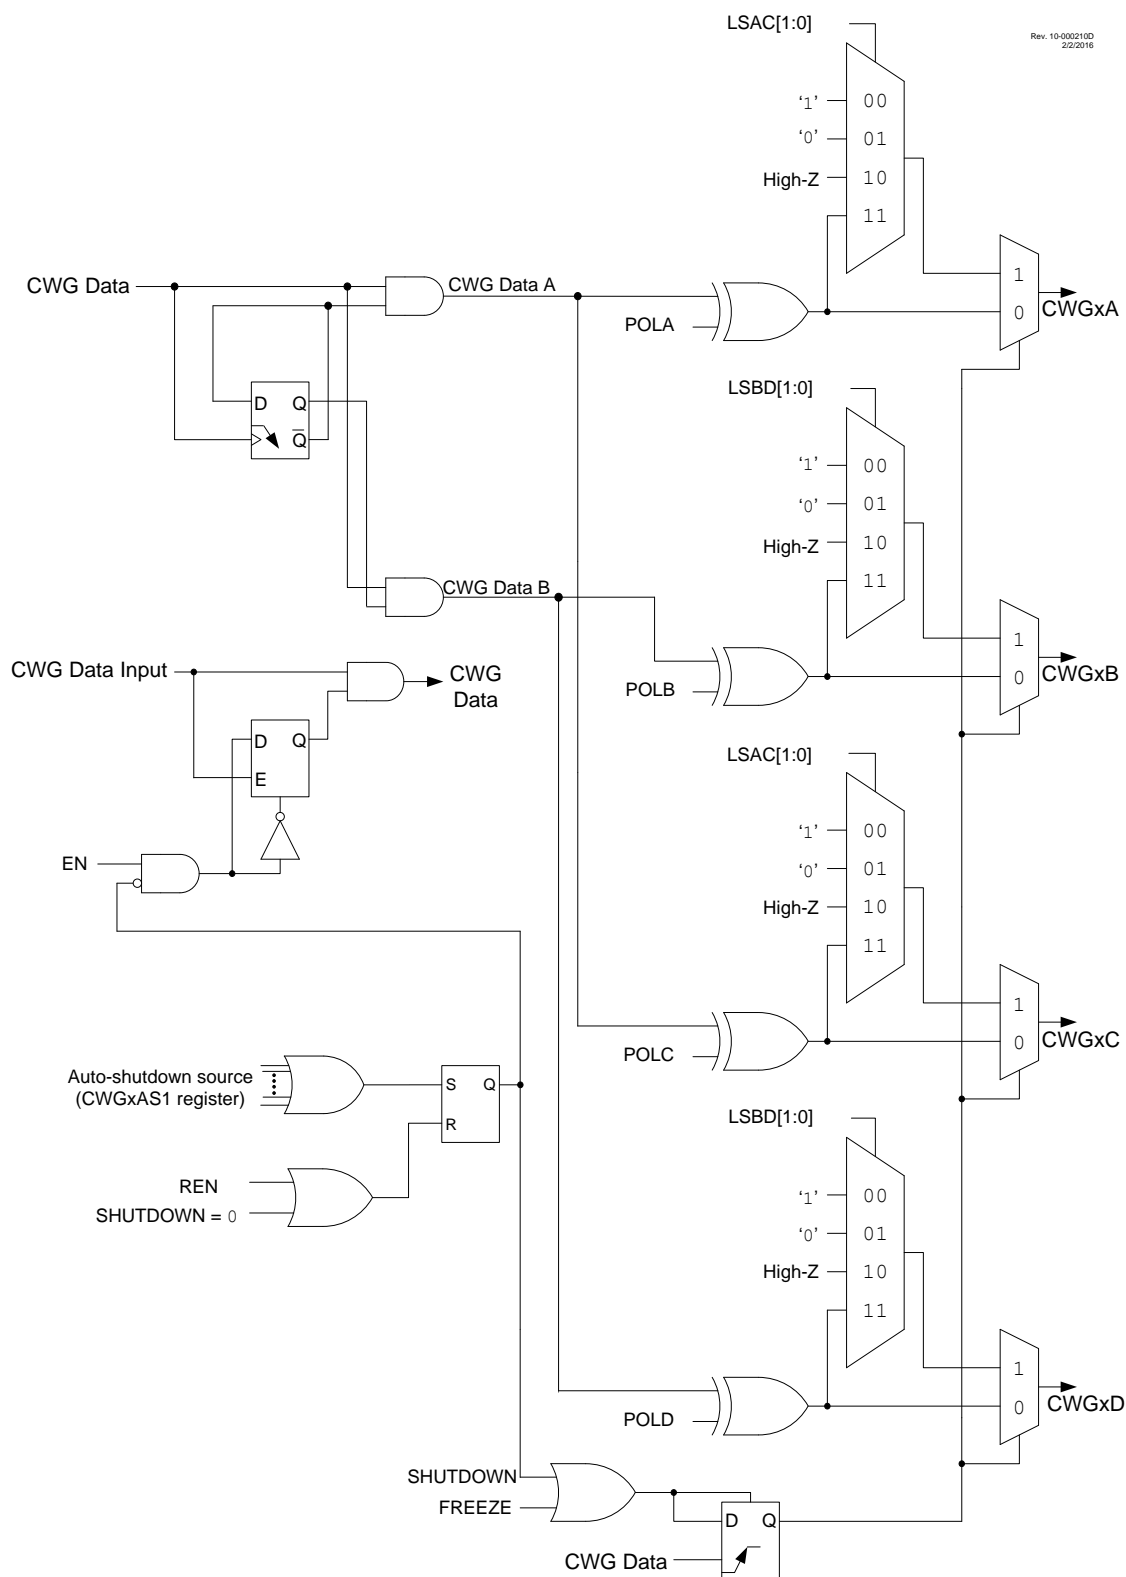 LSAC[1:0]
Rev. 10-000210D
2/2/2016
‘1’ 00
‘0’ 01
High-Z 10
11
CWG Data
CWG Data A
POLA
1
0
CWGxA
D Q
Q̅
LSBD[1:0]
‘1’ 00
‘0’ 01
High-Z 10
11
CWG Data B
POLB
1
0
CWGxB
CWG Data Input
CWG
Data
D Q
E
EN
LSAC[1:0]
‘1’ 00
‘0’ 01
High-Z 10
11
POLC
1
0
CWGxC
Auto-shutdown source
(CWGxAS1 register)
S Q
R
REN
SHUTDOWN = 0
LSBD[1:0]
‘1’ 00
‘0’ 01
High-Z 10
11
POLD
1
0
CWGxD
SHUTDOWN
FREEZE
D Q
CWG Data